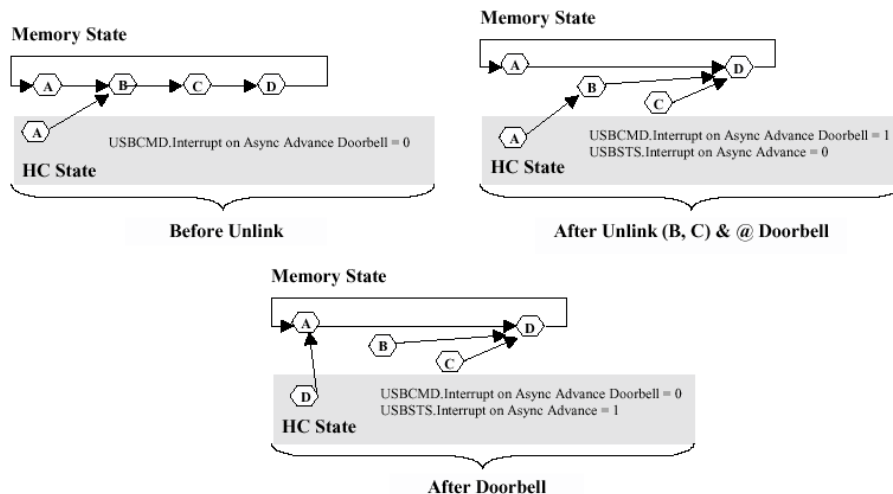 Memory State
A B C D
A
USBCMD.Interrupt on Async Advance Doorbell = 0
HC State
Before Unlink
Memory State
A
D
B
C
A
USBCMD.Interrupt on Async Advance Doorbell = 1
USBSTS.Interrupt on Async Advance = 0
HC State
After Unlink (B, C) & @ Doorbell
Memory State
A
D
B
C
D
USBCMD.Interrupt on Async Advance Doorbell = 0
USBSTS.Interrupt on Async Advance = 1
HC State
After Doorbell